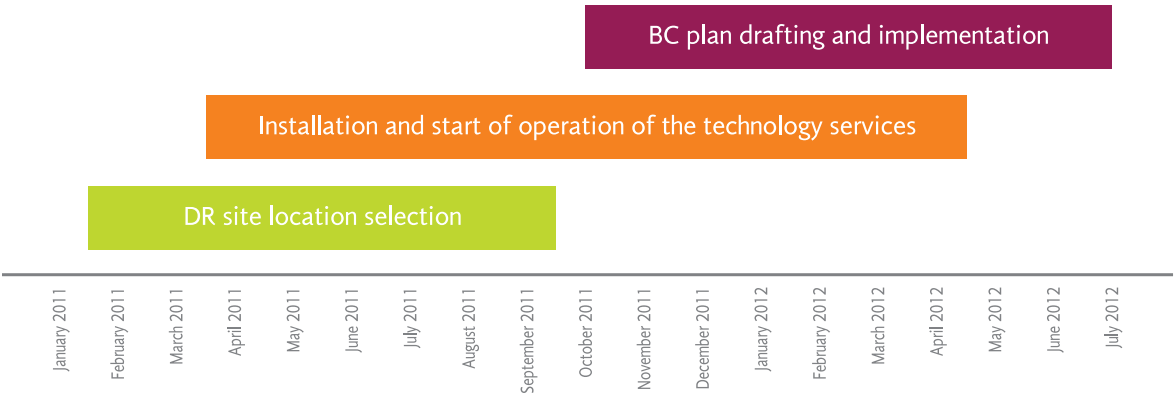 BC plan drafting and implementation
Installation and start of operation of the technology services
DR site location selection
January 2011
February 2011
March 2011
April 2011
May 2011
June 2011
July 2011
August 2011
September 2011
October 2011
November 2011
December 2011
January 2012
February 2012
March 2012
April 2012
May 2012
June 2012
July 2012